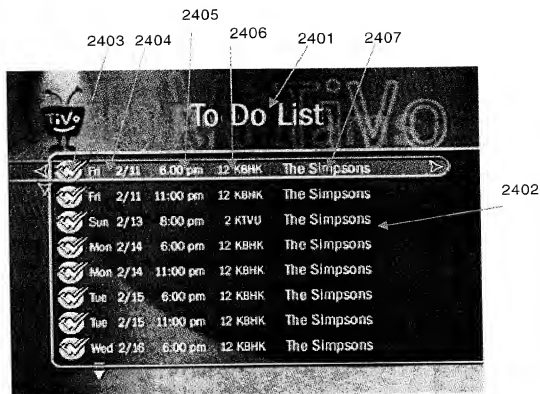 2405
2403 2404 2406 2401 2407
TiVo To Do List TiVo
Fri 2/11 6:00 pm 12 KBHK The Simpsons
Fri 2/11 11:00 pm 12 KBHK The Simpsons
2402
Sun 2/13 8:00 pm 2 KTVU The Simpsons
Mon 2/14 6:00 pm 12 KBHK The Simpsons
Mon 2/14 11:00 pm 12 KBHK The Simpsons
Tue 2/15 6:00 pm 12 KBHK The Simpsons
Tue 2/15 11:00 pm 12 KBHK The Simpsons
Wed 2/16 6:00 pm 12 KBHK The Simpsons